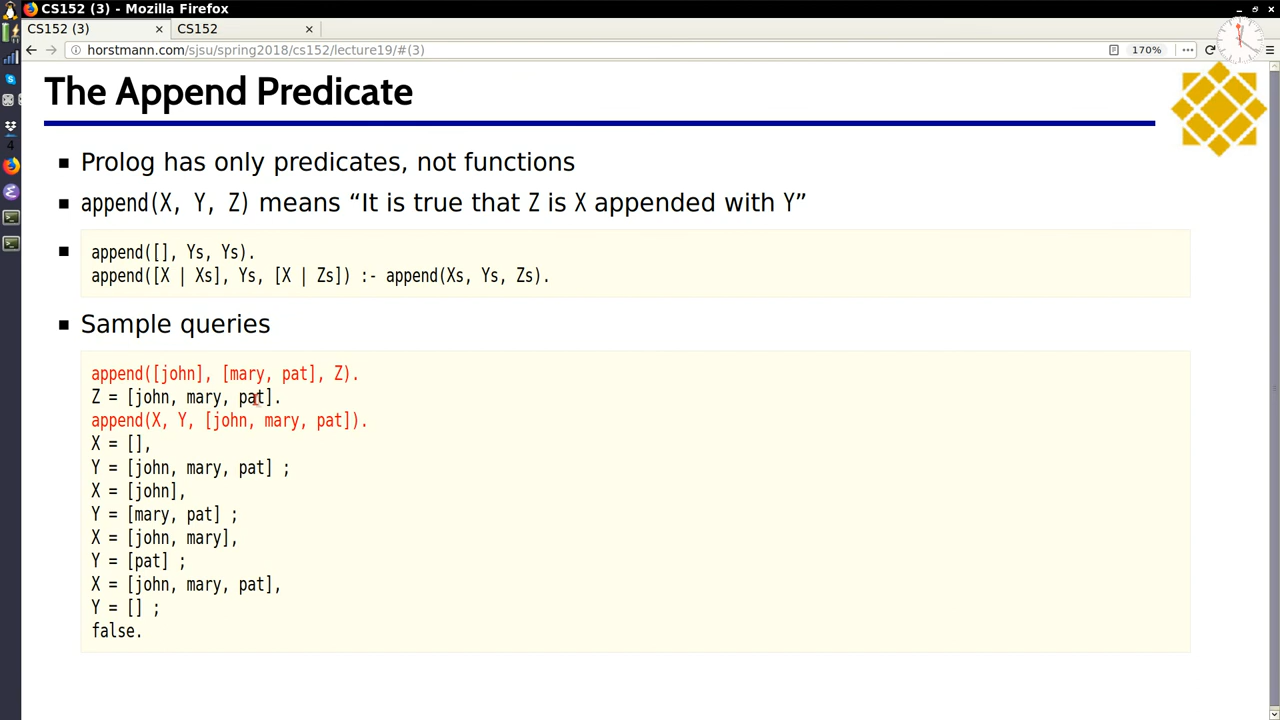 CS152 (3) - Mozilla Firefox
CS152 (3) × CS152 ×
horstmann.com/sjsu/spring2018/cs152/lecture19/#(3) 170%
The Append Predicate
Prolog has only predicates, not functions
append(X, Y, Z) means “It is true that Z is X appended with Y”
append([], Ys, Ys).
append([X | Xs], Ys, [X | Zs]) :- append(Xs, Ys, Zs).
Sample queries
append([john], [mary, pat], Z).
Z = [john, mary, pat].
append(X, Y, [john, mary, pat]).
X = [],
Y = [john, mary, pat] ;
X = [john],
Y = [mary, pat] ;
X = [john, mary],
Y = [pat] ;
X = [john, mary, pat],
Y = [] ;
false.
4